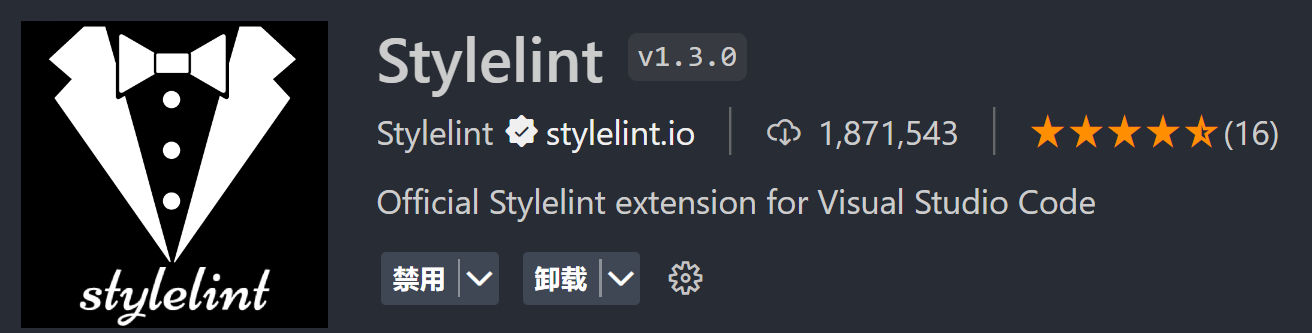 Stylelint v1.3.0
Stylelint stylelint.io 1,871,543 (16)
Official Stylelint extension for Visual Studio Code
禁用 卸载
stylelint